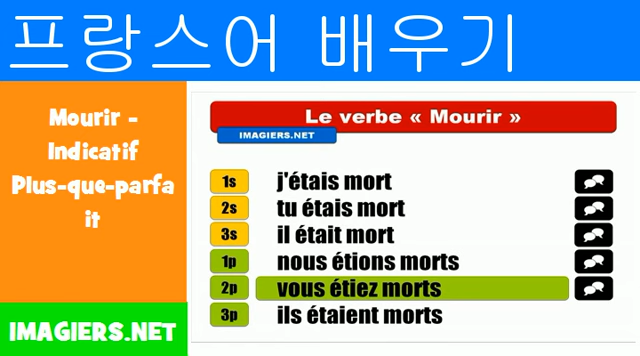 프랑스어 배우기
Mourir -
Indicatif
Plus-que-parfa
it
IMAGIERS.NET
Le verbe « Mourir »
IMAGIERS.NET
1s j'étais mort
2s tu étais mort
3s il était mort
1p nous étions morts
2p vous étiez morts
3p ils étaient morts